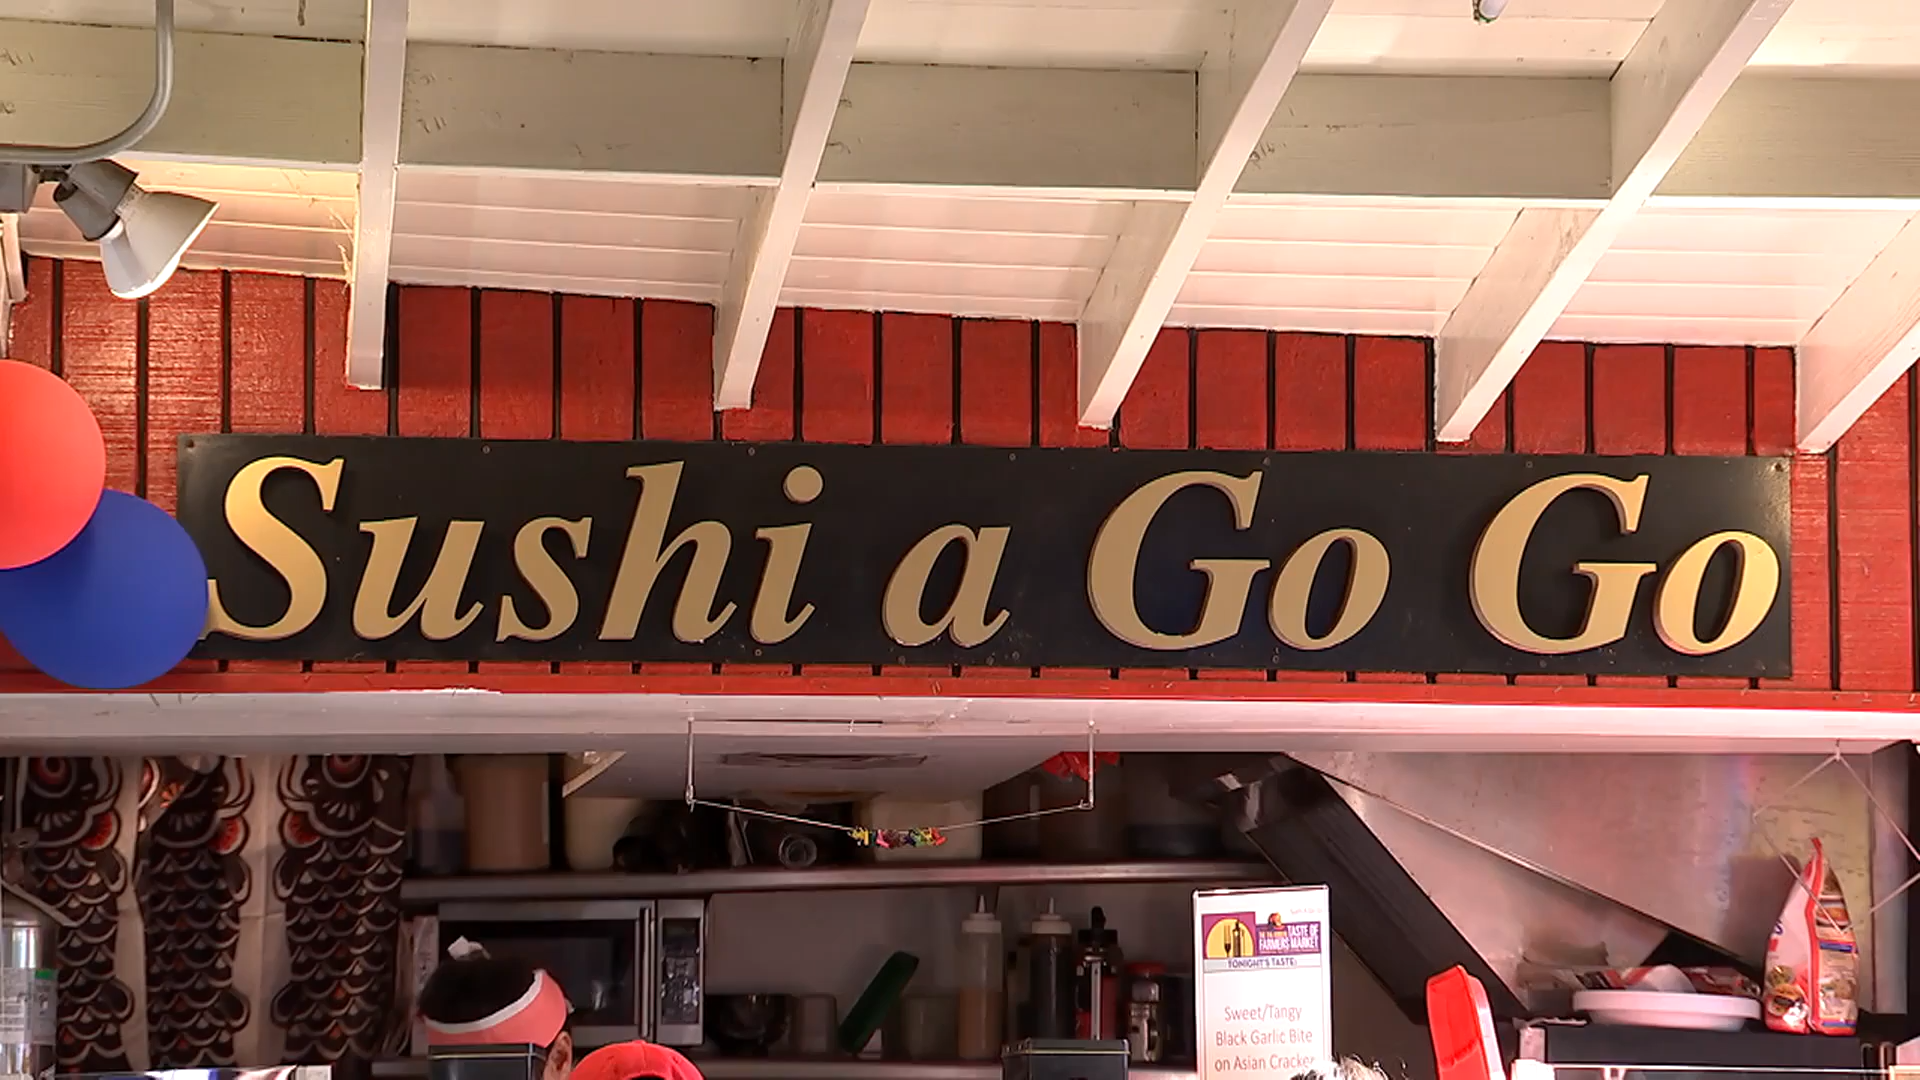 Sushi a Go Go
TASTE OF
FARMERS MARKET
TONIGHT'S TASTE:
Sweet/Tangy
Black Garlic Bite
on Asian Cracker